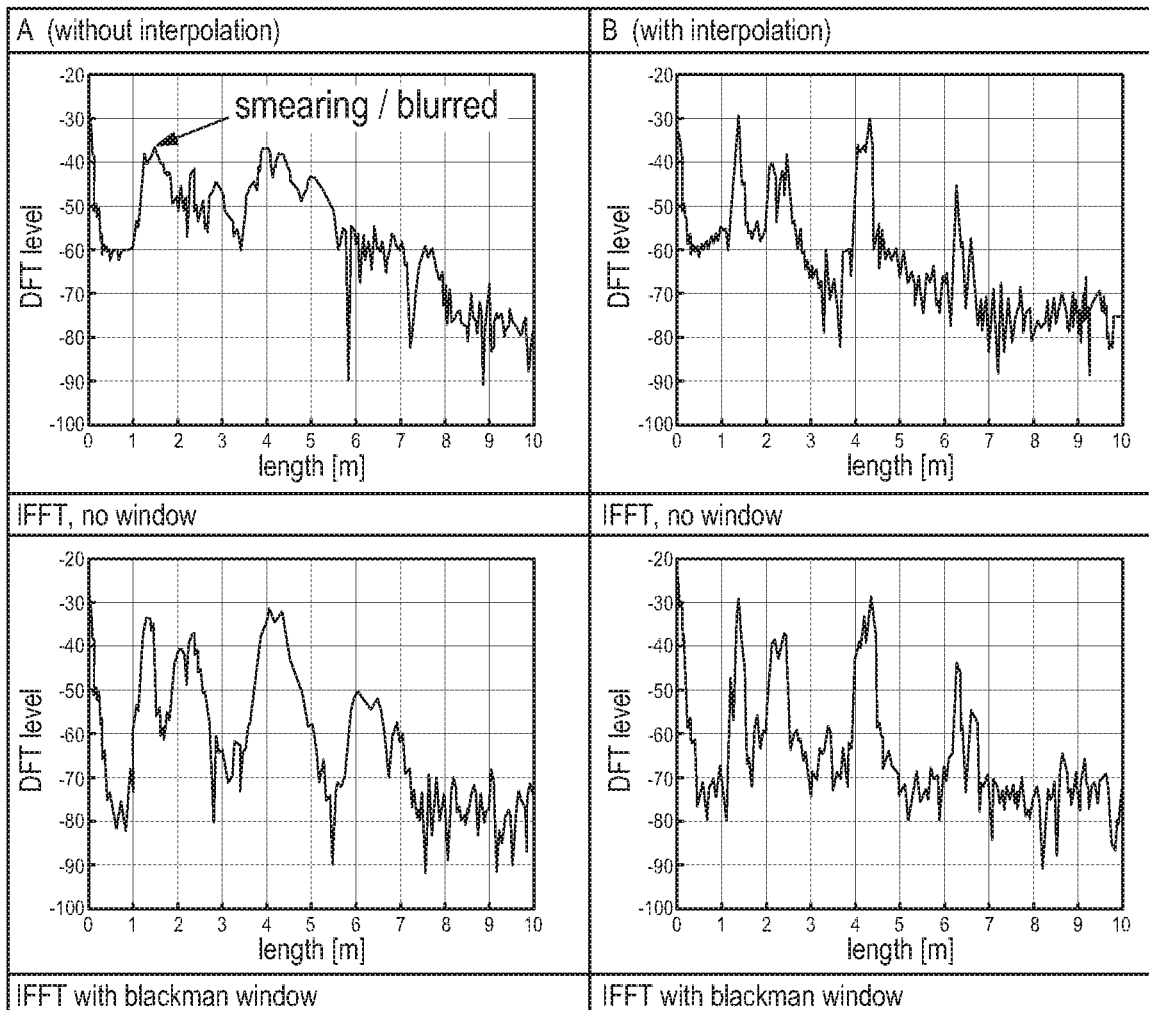 A (without interpolation)
B (with interpolation)
-20
-30
-40
-50
-60
-70
-80
-90
-100
DFT level
smearing / blurred
0 1 2 3 4 5 6 7 8 9 10
length [m]
-20
-30
-40
-50
-60
-70
-80
-90
-100
DFT level
0 1 2 3 4 5 6 7 8 9 10
length [m]
IFFT, no window
IFFT, no window
-20
-30
-40
-50
-60
-70
-80
-90
-100
DFT level
0 1 2 3 4 5 6 7 8 9 10
length [m]
-20
-30
-40
-50
-60
-70
-80
-90
-100
DFT level
0 1 2 3 4 5 6 7 8 9 10
length [m]
IFFT with blackman window
IFFT with blackman window